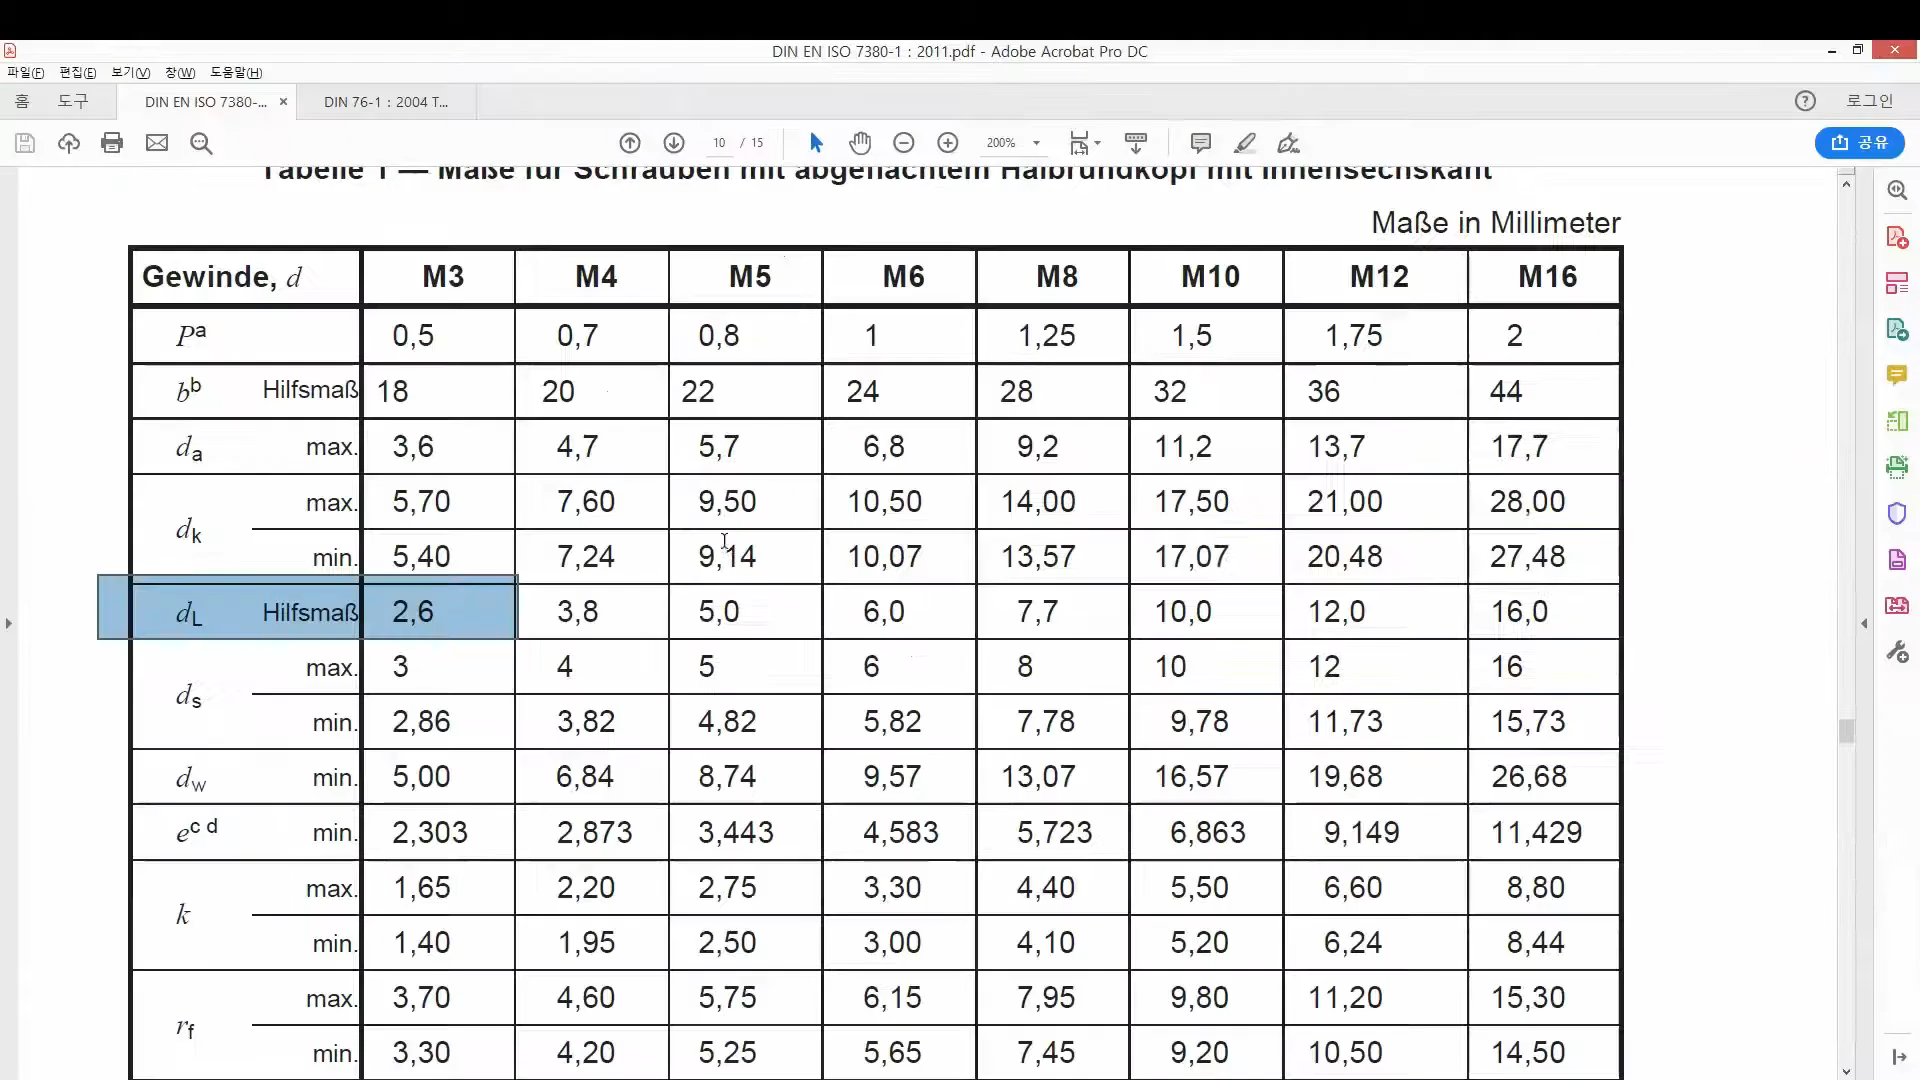 DIN EN ISO 7380-1 : 2011.pdf - Adobe Acrobat Pro DC
파일(F) 편집(E) 보기(V) 창(W) 도움말(H)
홈 도구 DIN EN ISO 7380-... × DIN 76-1 : 2004 T... 로그인
10 / 15 200% 공유
Tabelle 1 — Maße für Schrauben mit abgeflachtem Halbrundkopf mit Innensechskant
Maße in Millimeter
Gewinde, d M3 M4 M5 M6 M8 M10 M12 M16
P a 0,5 0,7 0,8 1 1,25 1,5 1,75 2
b b Hilfsmaß 18 20 22 24 28 32 36 44
da max. 3,6 4,7 5,7 6,8 9,2 11,2 13,7 17,7
dk max. 5,70 7,60 9,50 10,50 14,00 17,50 21,00 28,00
min. 5,40 7,24 9,14 10,07 13,57 17,07 20,48 27,48
dL Hilfsmaß 2,6 3,8 5,0 6,0 7,7 10,0 12,0 16,0
ds max. 3 4 5 6 8 10 12 16
min. 2,86 3,82 4,82 5,82 7,78 9,78 11,73 15,73
dw min. 5,00 6,84 8,74 9,57 13,07 16,57 19,68 26,68
e c d min. 2,303 2,873 3,443 4,583 5,723 6,863 9,149 11,429
k max. 1,65 2,20 2,75 3,30 4,40 5,50 6,60 8,80
min. 1,40 1,95 2,50 3,00 4,10 5,20 6,24 8,44
rf max. 3,70 4,60 5,75 6,15 7,95 9,80 11,20 15,30
min. 3,30 4,20 5,25 5,65 7,45 9,20 10,50 14,50